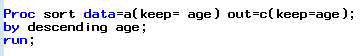 Proc sort data=a(keep= age) out=c(keep=age);
by descending age;
run;